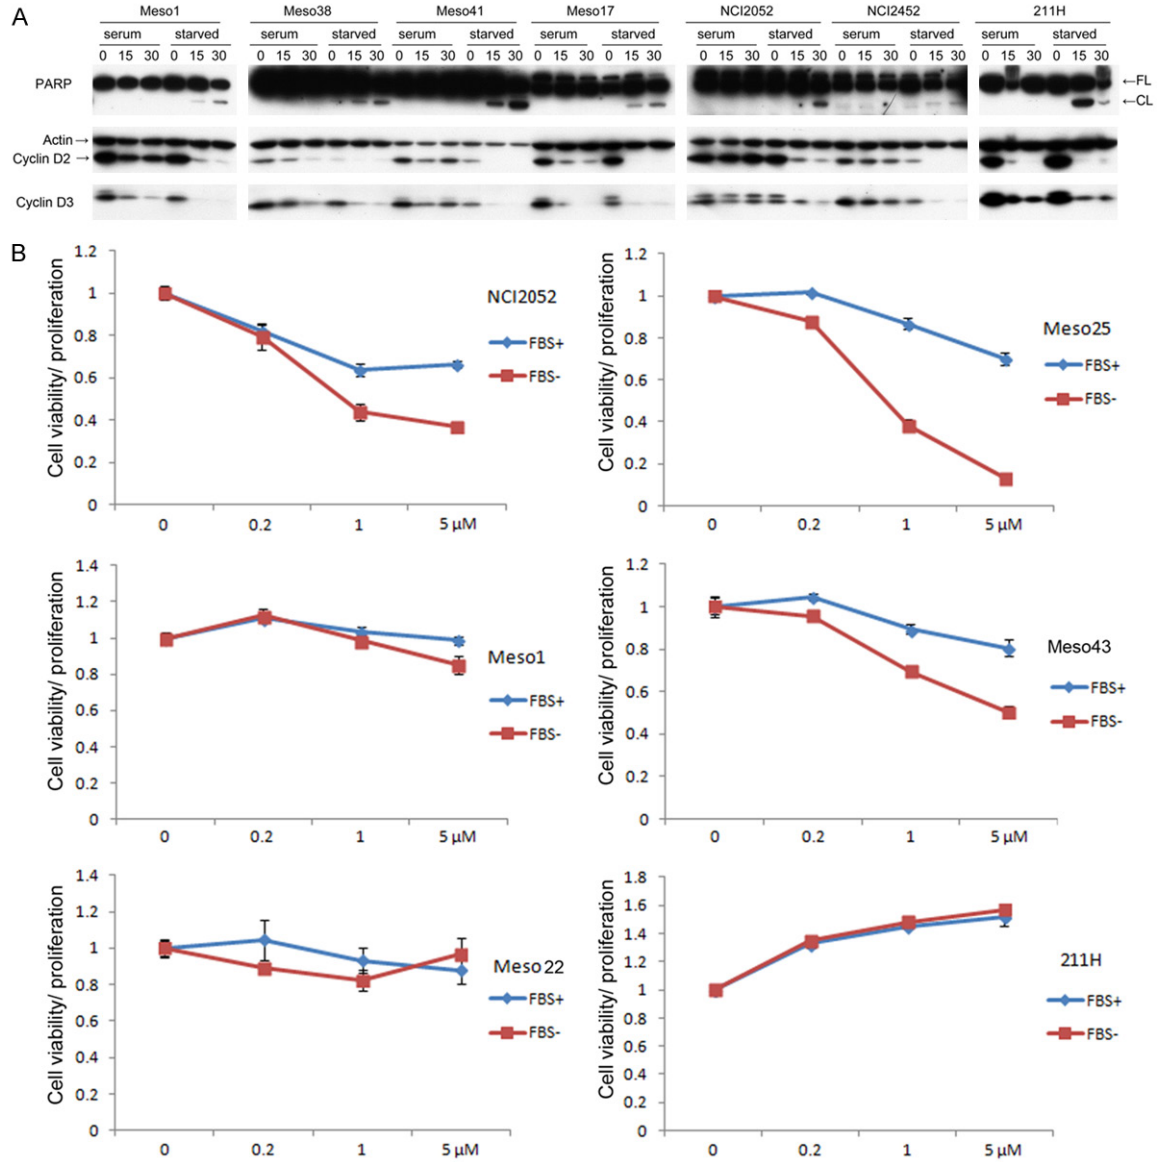 A
Meso1 Meso38 Meso41 Meso17 NCI2052 NCI2452 211H
serum starved serum starved serum starved serum starved serum starved serum starved serum starved
0 15 30 0 15 30 0 15 30 0 15 30 0 15 30 0 15 30 0 15 30 0 15 30 0 15 30 0 15 30 0 15 30 0 15 30 0 15 30 0 15 30
PARP ←FL
←CL
Actin →
Cyclin D2 →
Cyclin D3
B
Cell viability/ proliferation
1.2
1
0.8
0.6
0.4
0.2
0
0 0.2 1 5 µM
NCI2052
FBS+
FBS-
Cell viability/ proliferation
1.2
1
0.8
0.6
0.4
0.2
0
0 0.2 1 5 µM
Meso25
FBS+
FBS-
Cell viability/ proliferation
1.4
1.2
1
0.8
0.6
0.4
0.2
0
0 0.2 1 5 µM
Meso1
FBS+
FBS-
Cell viability/ proliferation
1.2
1
0.8
0.6
0.4
0.2
0
0 0.2 1 5 µM
Meso43
FBS+
FBS-
Cell viability/ proliferation
1.4
1.2
1
0.8
0.6
0.4
0.2
0
0 0.2 1 5 µM
Meso22
FBS+
FBS-
Cell viability/ proliferation
1.8
1.6
1.4
1.2
1
0.8
0.6
0.4
0.2
0
0 0.2 1 5 µM
211H
FBS+
FBS-